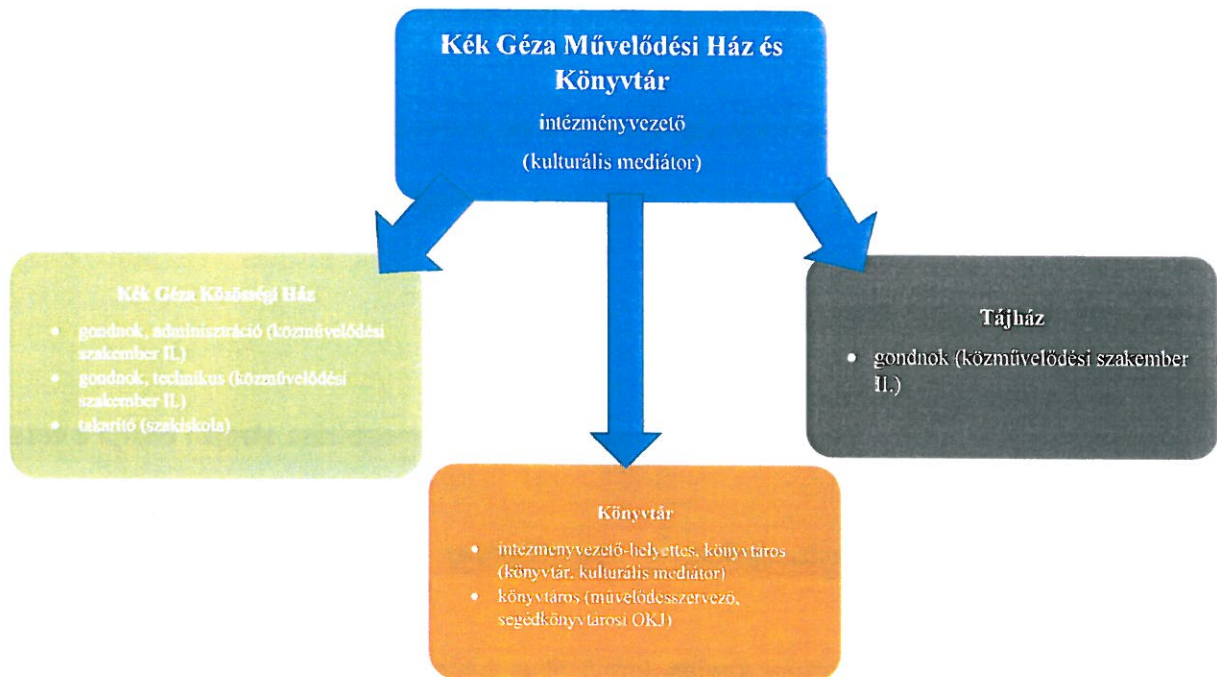 Kék Géza Művelődési Ház és
Könyvtár
intézményvezető
(kulturális mediátor)
Kék Géza Közösségi Ház
• gondnok, adminisztráció (közművelődési
szakember II.)
• gondnok, technikus (közművelődési
szakember II.)
• takarító (szakiskola)
Tájház
• gondnok (közművelődési szakember
II.)
Könyvtár
• intézményvezető-helyettes, könyvtáros
(könyvtár, kulturális mediátor)
• könyvtáros (művelődésszervező,
segédkönyvtárosi OKJ)